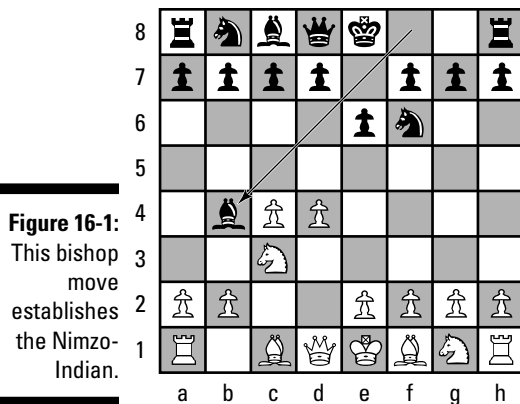 8
7
6
5
4
3
2
1
a b c d e f g h
Figure 16-1:
This bishop
move
establishes
the Nimzo-
Indian.